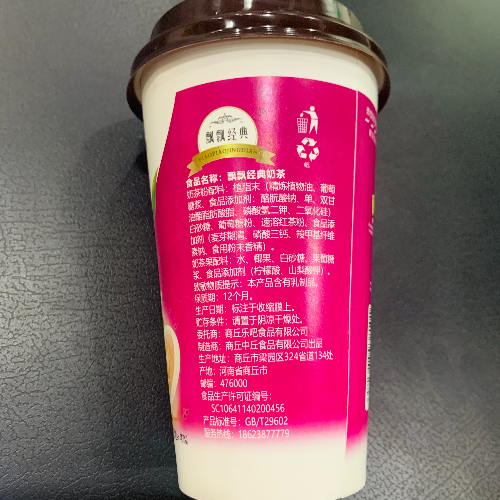 飘飘经典
PIAOPIAOJINGDIAN
食品名称：飘飘经典奶茶
奶茶粉配料：植脂末（精炼植物油、葡萄
糖浆、食品添加剂：酪朊酸钠、单、双甘
油酯脂肪酸酯、磷酸氢二钾、二氧化硅）
白砂糖、葡萄糖粉、速溶红茶粉、食品添
加剂（麦芽糊精、磷酸三钙、羧甲基纤维
素钠、食用粉末香精）。
奶茶果配料：水、椰果、白砂糖、果葡糖
浆、食品添加剂（柠檬酸、山梨酸钾）。
致敏物质提示：本产品含有乳制品。
保质期：12个月。
生产日期：标注于收缩膜上。
贮存条件：请置于阴凉干燥处。
委托商：商丘乐吧食品有限公司
制造商：商丘中丘食品有限公司出品
生产地址：商丘市梁园区324省道134处
产地：河南省商丘市
邮编：476000
食品生产许可证编号：
SC10641140200456
产品标准号：GB/T29602
服务热线：18623877779